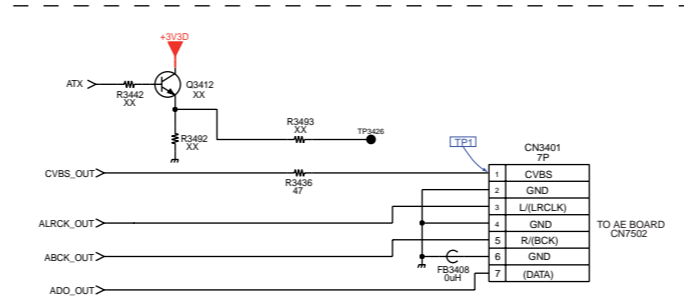 +3V3D
ATX
R3442
XX
Q3412
XX
R3492
XX
R3493
XX
TP3426
CVBS_OUT
R3436
47
TP1
CN3401
7P
1 CVBS
2 GND
3 L/(LRCLK)
4 GND
5 R/(BCK)
6 GND
7 (DATA)
TO AE BOARD
CN7502
ALRCK_OUT
ABCK_OUT
FB3408
0uH
ADO_OUT